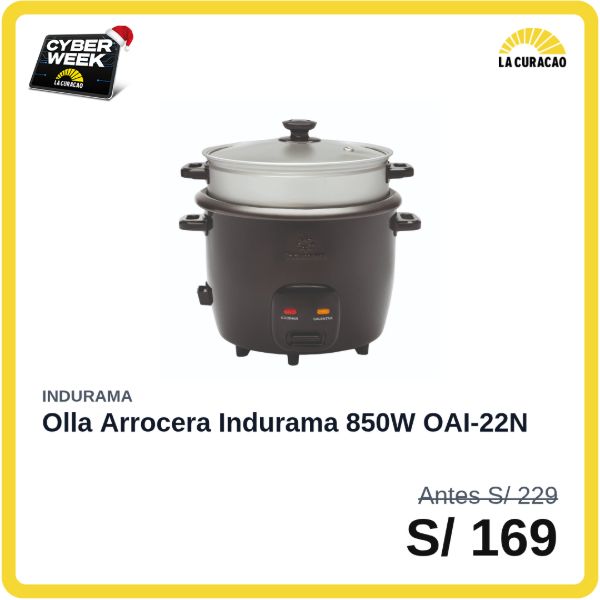 CYBER
WEEK
LA CURACAO
LA CURACAO
INDURAMA
Olla Arrocera Indurama 850W OAI-22N
Antes S/ 229
S/ 169